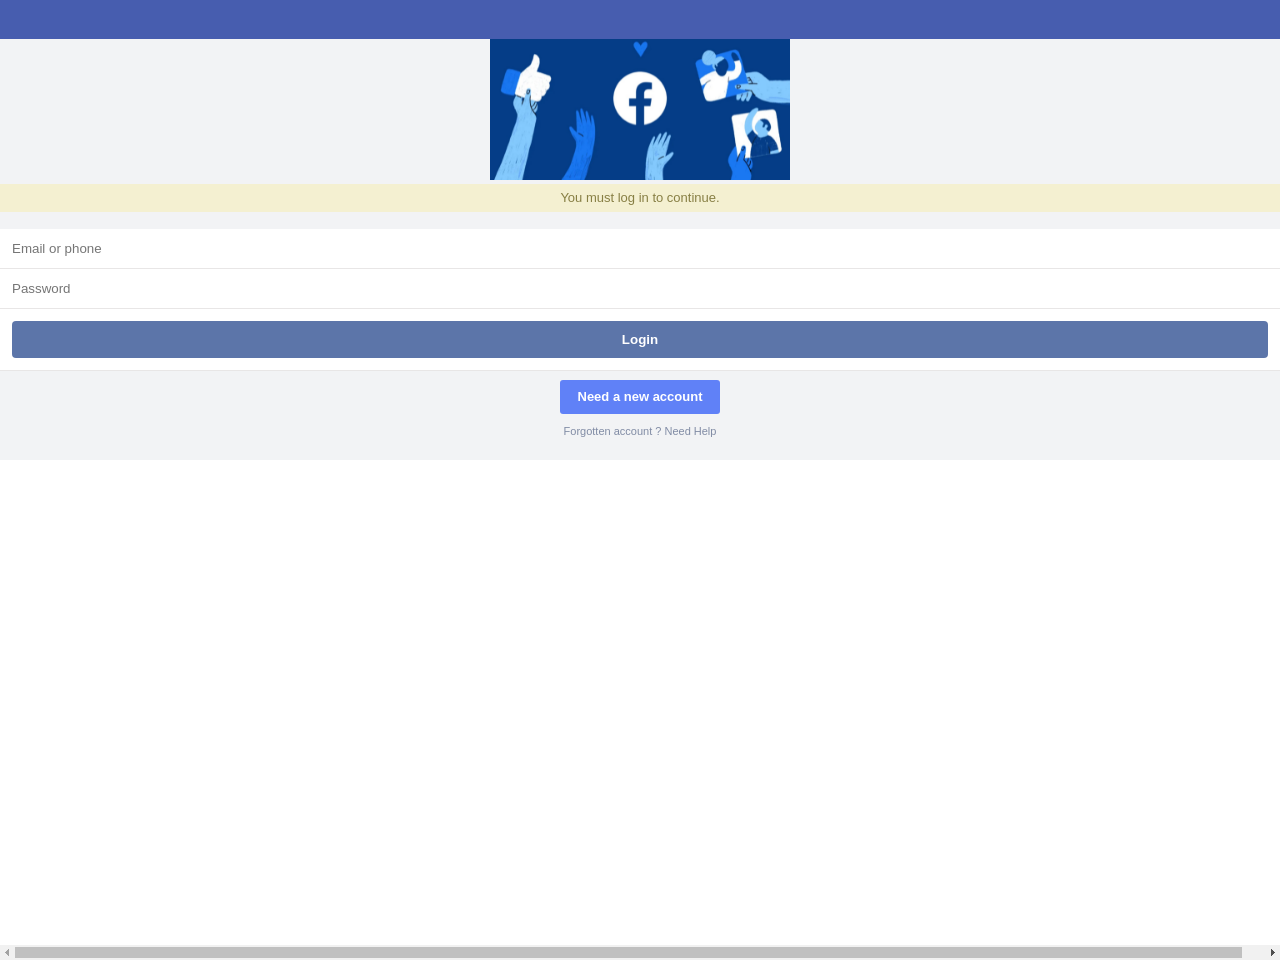 You must log in to continue.
Email or phone
Password
Login
Need a new account
Forgotten account ? Need Help